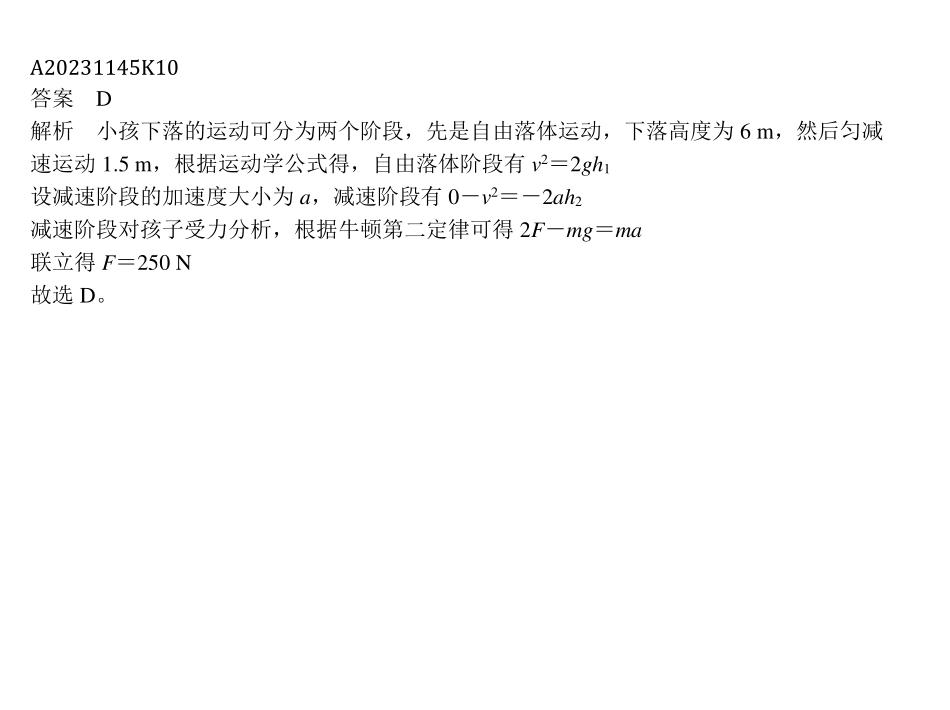 A20231145K10
答案　D
解析　小孩下落的运动可分为两个阶段，先是自由落体运动，下落高度为 6 m，然后匀减
速运动 1.5 m，根据运动学公式得，自由落体阶段有 v²＝2gh₁
设减速阶段的加速度大小为 a，减速阶段有 0－v²＝－2ah₂
减速阶段对孩子受力分析，根据牛顿第二定律可得 2F－mg＝ma
联立得 F＝250 N
故选 D。